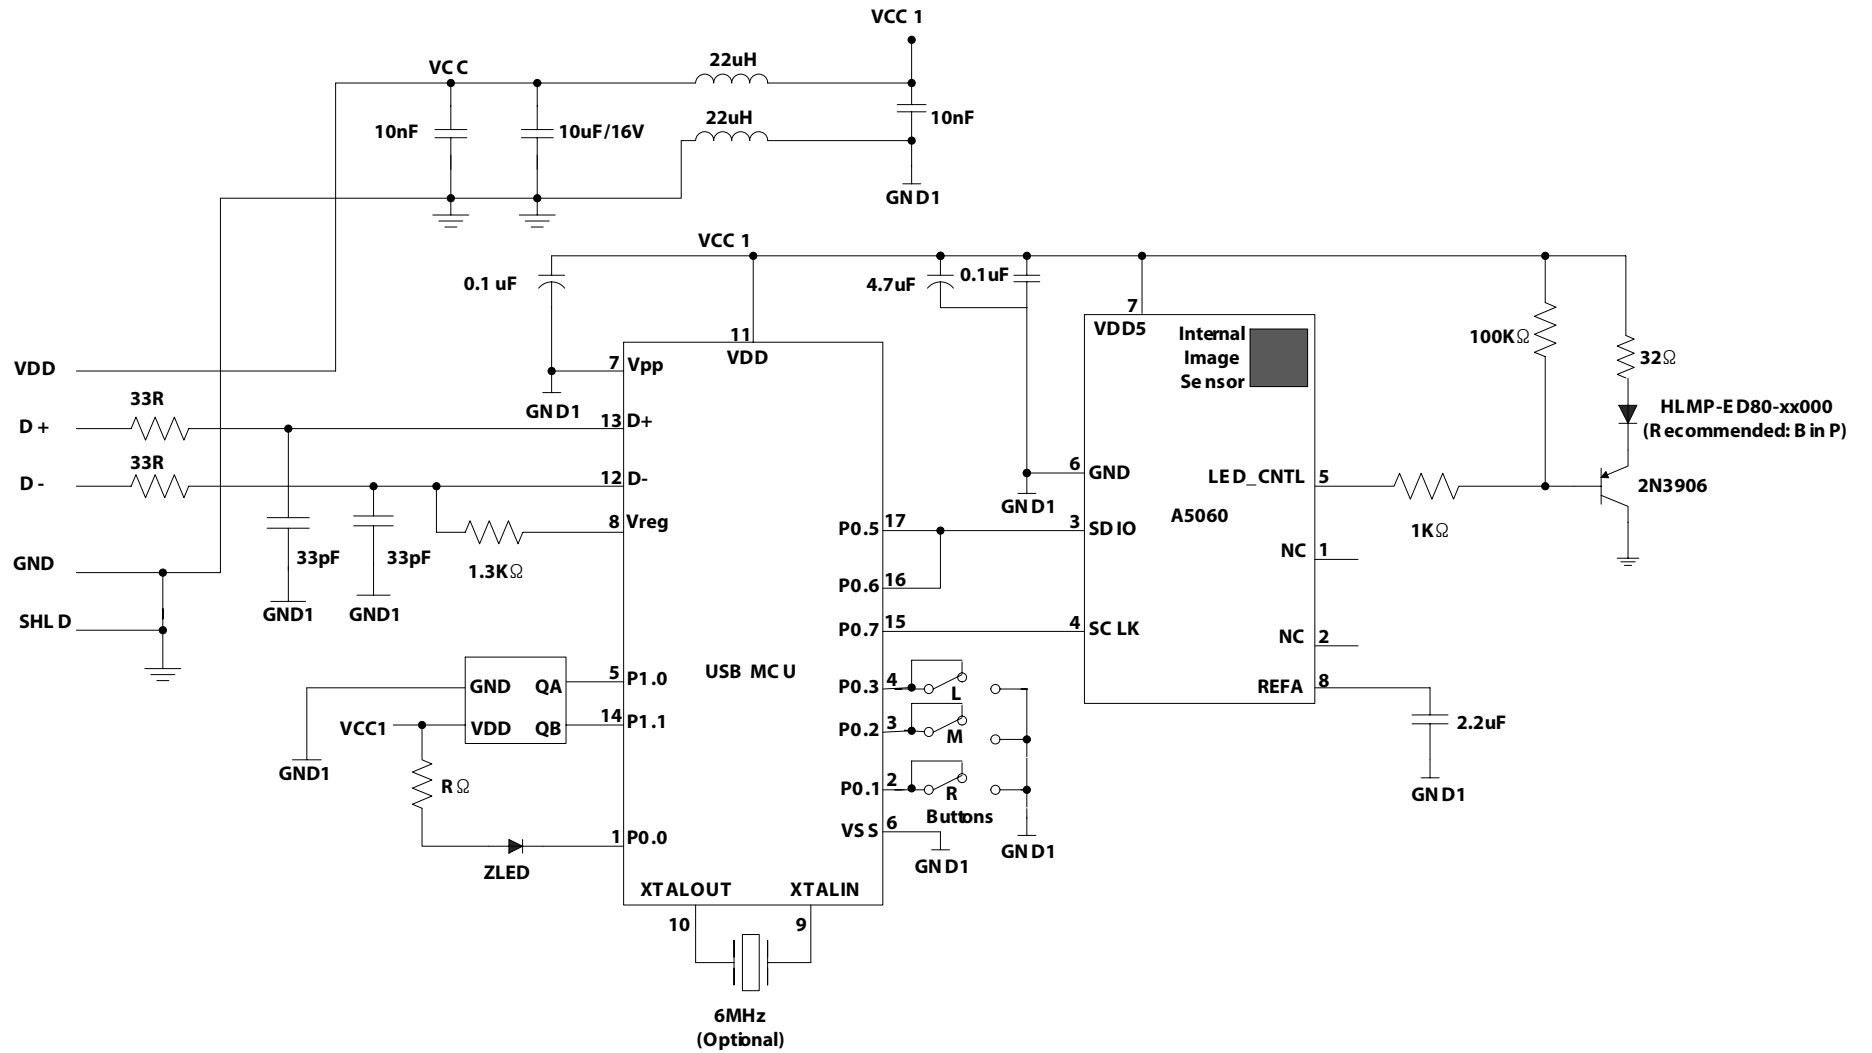 VCC 1
22uH
VCC
10nF
10uF/16V
22uH
10nF
GND1
VCC 1
0.1 uF
4.7uF
0.1uF
7
VDD5
Internal
Image
Sensor
100KΩ
32Ω
11
VDD
VDD
7
Vpp
GND1
HLMP-ED80-xx000
(Recommended: Bin P)
33R
D+
13
D+
33R
D-
12
D-
6
GND
LED_CNTL
5
2N3906
GND1
A5060
1KΩ
8
Vreg
P0.5
17
3
SDIO
33pF
33pF
1.3KΩ
NC
1
GND
P0.6
16
GND1
GND1
SHLD
P0.7
15
4
SCLK
NC
2
USB MCU
GND
QA
5
P1.0
P0.3
4
L
REFA
8
VCC1
VDD
QB
14
P1.1
P0.2
3
M
2.2uF
GND1
RΩ
P0.1
2
R
GND1
Buttons
1
P0.0
VSS
6
ZLED
GND1
GND1
XTALOUT
XTALIN
10
9
6MHz
(Optional)